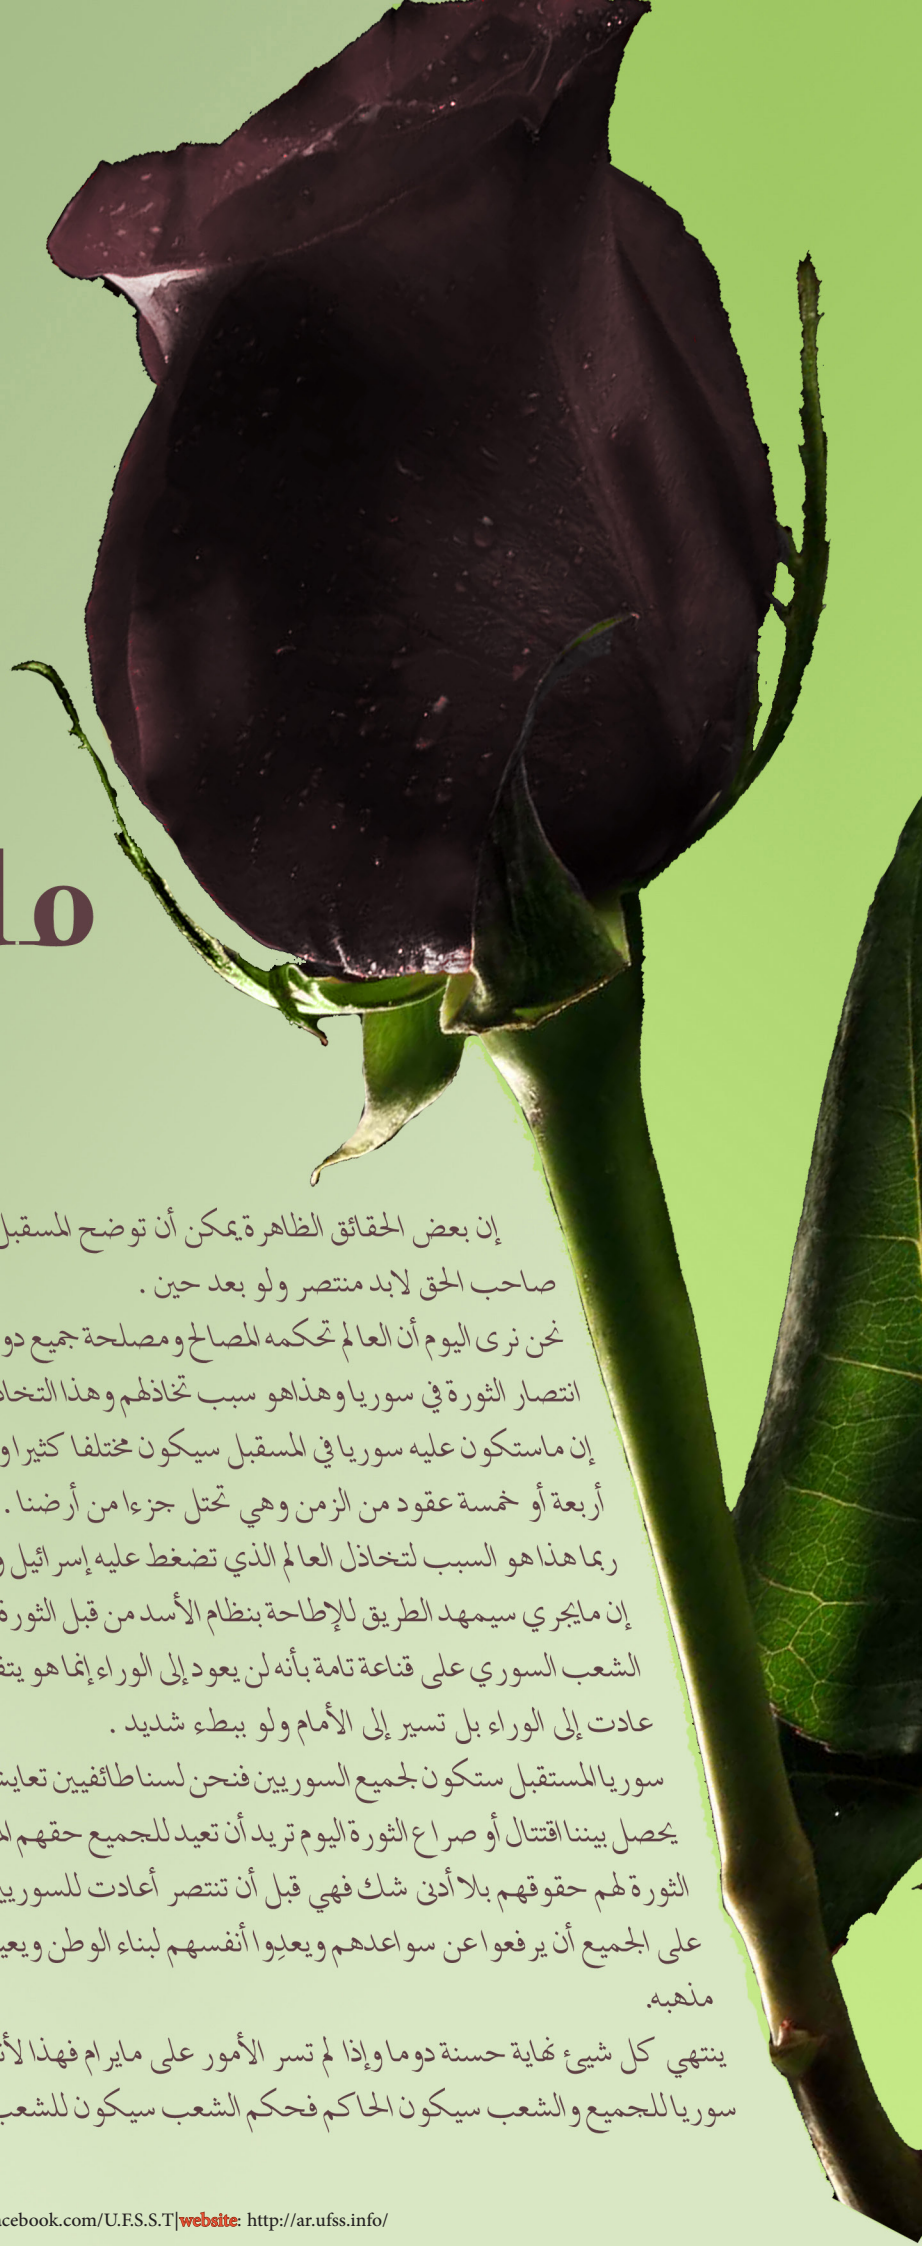 ما
إن بعض الحقائق الظاهرة يمكن أن توضح المسقبل
صاحب الحق لابد منتصر ولو بعد حين .
نحن نرى اليوم أن العالم تحكمه المصالح ومصلحة جميع دو
انتصار الثورة في سوريا وهذاهو سبب تخاذلهم وهذا التخاذ
إن ماستكون عليه سوريا في المسقبل سيكون مختلفا كثيرا و
أربعة أو خمسة عقود من الزمن وهي تحتل جزءا من أرضنا .
ربما هذا هو السبب لتخاذل العالم الذي تضغط عليه إسرائيل و
إن مايجري سيمهد الطريق للإطاحة بنظام الأسد من قبل الثورة
الشعب السوري على قناعة تامة بأنه لن يعود إلى الوراء إنما هو يتق
عادت إلى الوراء بل تسير إلى الأمام ولو ببطء شديد .
سوريا المستقبل ستكون لجميع السوريين فنحن لسنا طائفيين تعايش
يحصل بيننا اقتتال أو صراع الثورة اليوم تريد أن تعيد للجميع حقهم الم
الثورة لهم حقوقهم بلا أدنى شك فهي قبل أن تنتصر أعادت للسوريي
على الجميع أن يرفعوا عن سواعدهم ويعدِوا أنفسهم لبناء الوطن ويعي
مذهبه.
ينتهي كل شيئ نهاية حسنة دوما وإذا لم تسر الأمور على مايرام فهذا لأن
سوريا للجميع و الشعب سيكون الحاكم فحكم الشعب سيكون للشعب
cebook.com/U.F.S.S.T|website: http://ar.ufss.info/